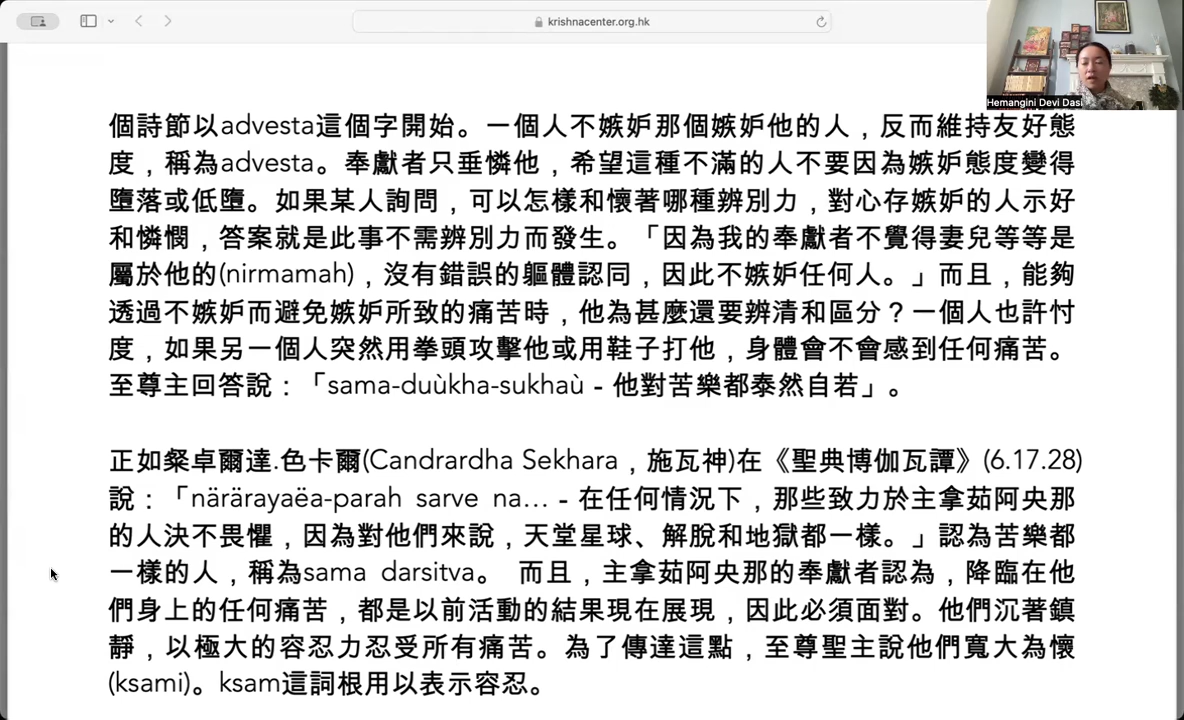 krishnacenter.org.hk
Hemangini Devi Dasi
個詩節以advesta這個字開始。一個人不嫉妒那個嫉妒他的人，反而維持友好態
度，稱為advesta。奉獻者只垂憐他，希望這種不滿的人不要因為嫉妒態度變得
墮落或低墮。如果某人詢問，可以怎樣和懷著哪種辨別力，對心存嫉妒的人示好
和憐憫，答案就是此事不需辨別力而發生。「因為我的奉獻者不覺得妻兒等等是
屬於他的(nirmamah)，沒有錯誤的軀體認同，因此不嫉妒任何人。」而且，能夠
透過不嫉妒而避免嫉妒所致的痛苦時，他為甚麼還要辨清和區分？一個人也許忖
度，如果另一個人突然用拳頭攻擊他或用鞋子打他，身體會不會感到任何痛苦。
至尊主回答說：「sama-duùkha-sukhaù - 他對苦樂都泰然自若」。
正如粲卓爾達.色卡爾(Candrardha Sekhara，施瓦神)在《聖典博伽瓦譚》(6.17.28)
說：「närärayaëa-parah sarve na... - 在任何情況下，那些致力於主拿茹阿央那
的人決不畏懼，因為對他們來說，天堂星球、解脫和地獄都一樣。」認為苦樂都
一樣的人，稱為sama darsitva。 而且，主拿茹阿央那的奉獻者認為，降臨在他
們身上的任何痛苦，都是以前活動的結果現在展現，因此必須面對。他們沉著鎮
靜，以極大的容忍力忍受所有痛苦。為了傳達這點，至尊聖主說他們寬大為懷
(ksami)。ksam這詞根用以表示容忍。